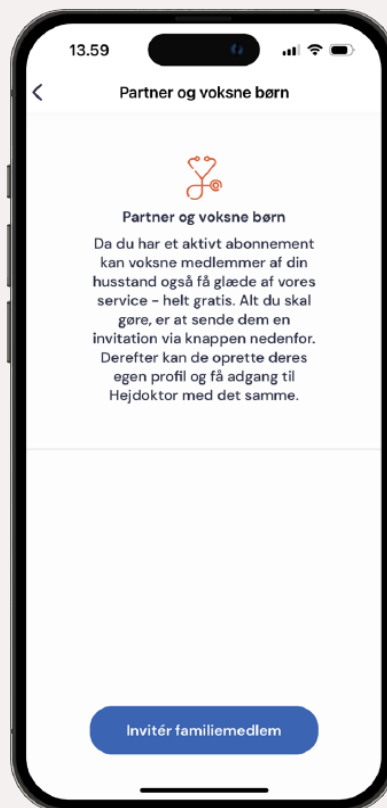 13.59
Partner og voksne børn
Partner og voksne børn
Da du har et aktivt abonnement
kan voksne medlemmer af din
husstand også få glæde af vores
service – helt gratis. Alt du skal
gøre, er at sende dem en
invitation via knappen nedenfor.
Derefter kan de oprette deres
egen profil og få adgang til
Hejdoktor med det samme.
Invitér familiemedlem